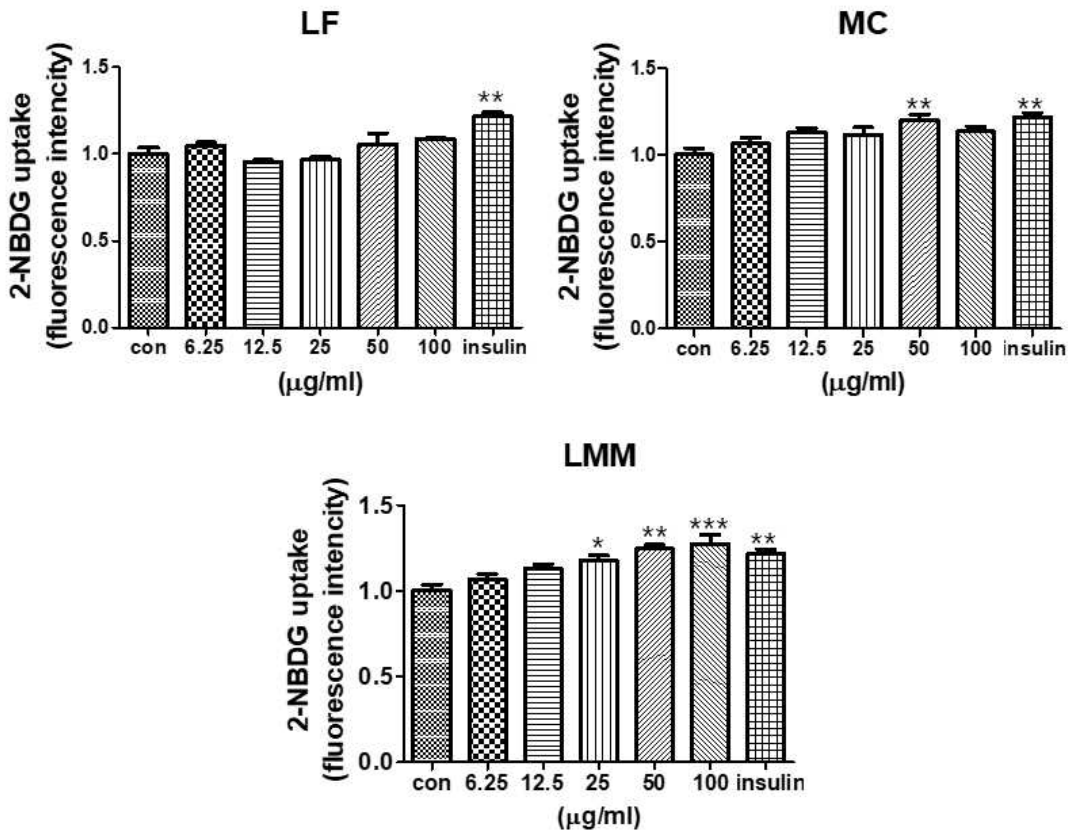 LF
2-NBDG uptake
(fluorescence intencity)
1.5
1.0
0.5
0.0
**
con 6.25 12.5 25 50 100 insulin
(μg/ml)
MC
2-NBDG uptake
(fluorescence intencity)
1.5
1.0
0.5
0.0
** **
con 6.25 12.5 25 50 100 insulin
(μg/ml)
LMM
2-NBDG uptake
(fluorescence intencity)
1.5
1.0
0.5
0.0
* ** *** **
con 6.25 12.5 25 50 100 insulin
(μg/ml)